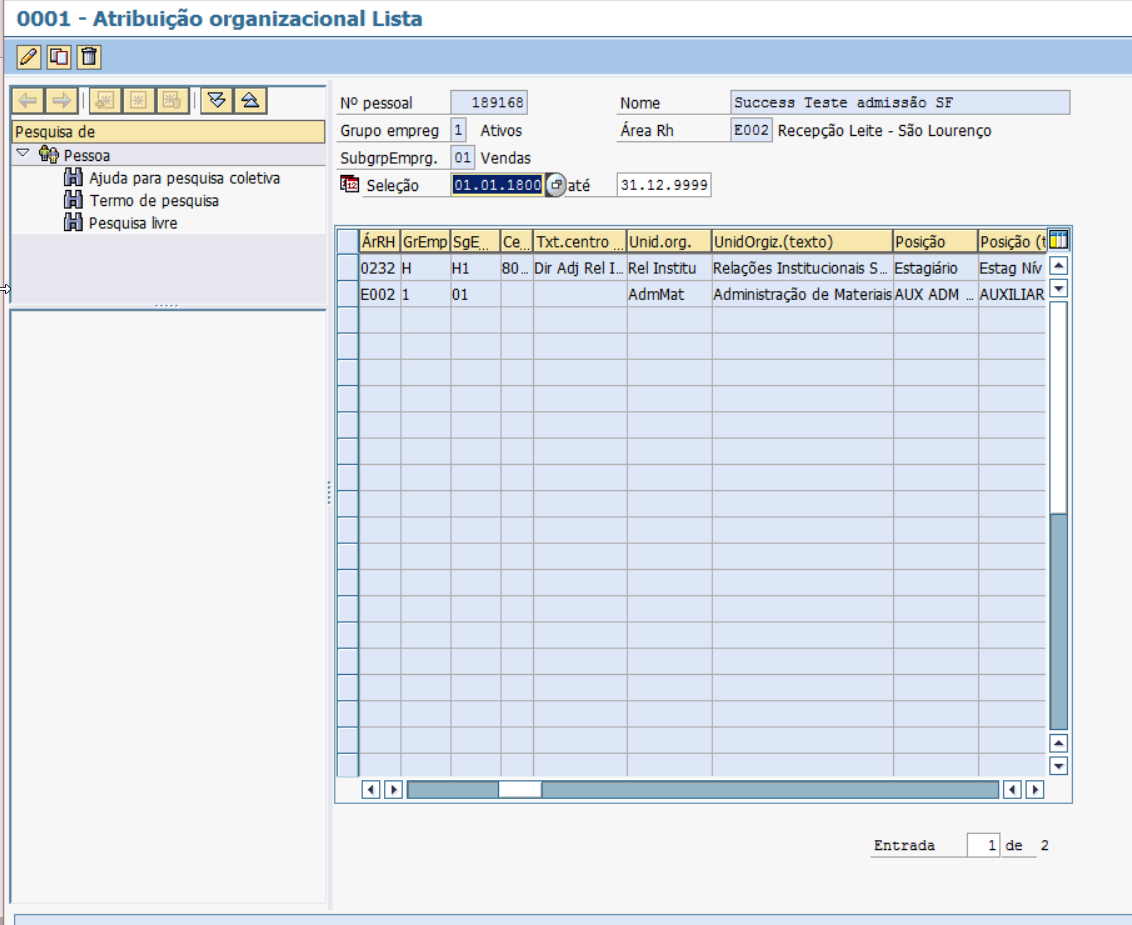 0001 - Atribuição organizacional Lista
Pesquisa de
Pessoa
Ajuda para pesquisa coletiva
Termo de pesquisa
Pesquisa livre
Nº pessoal 189168 Nome Success Teste admissão SF
Grupo empreg 1 Ativos Área Rh E002 Recepção Leite - São Lourenço
SubgrpEmprg. 01 Vendas
12 Seleção 01.01.1800 até 31.12.9999
ÁrRH GrEmp SgE... Ce... Txt.centro ... Unid.org. UnidOrgiz.(texto) Posição Posição (t
0232 H H1 80... Dir Adj Rel I... Rel Institu Relações Institucionais S... Estagiário Estag Nív
E002 1 01 AdmMat Administração de Materiais AUX ADM ... AUXILIAR
Entrada 1 de 2